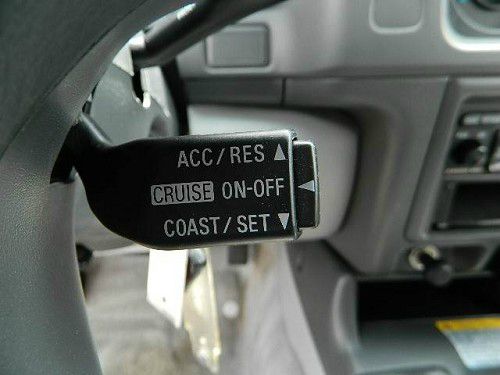 ACC/RES ▲
CRUISE ON-OFF ◀
COAST/SET ▼